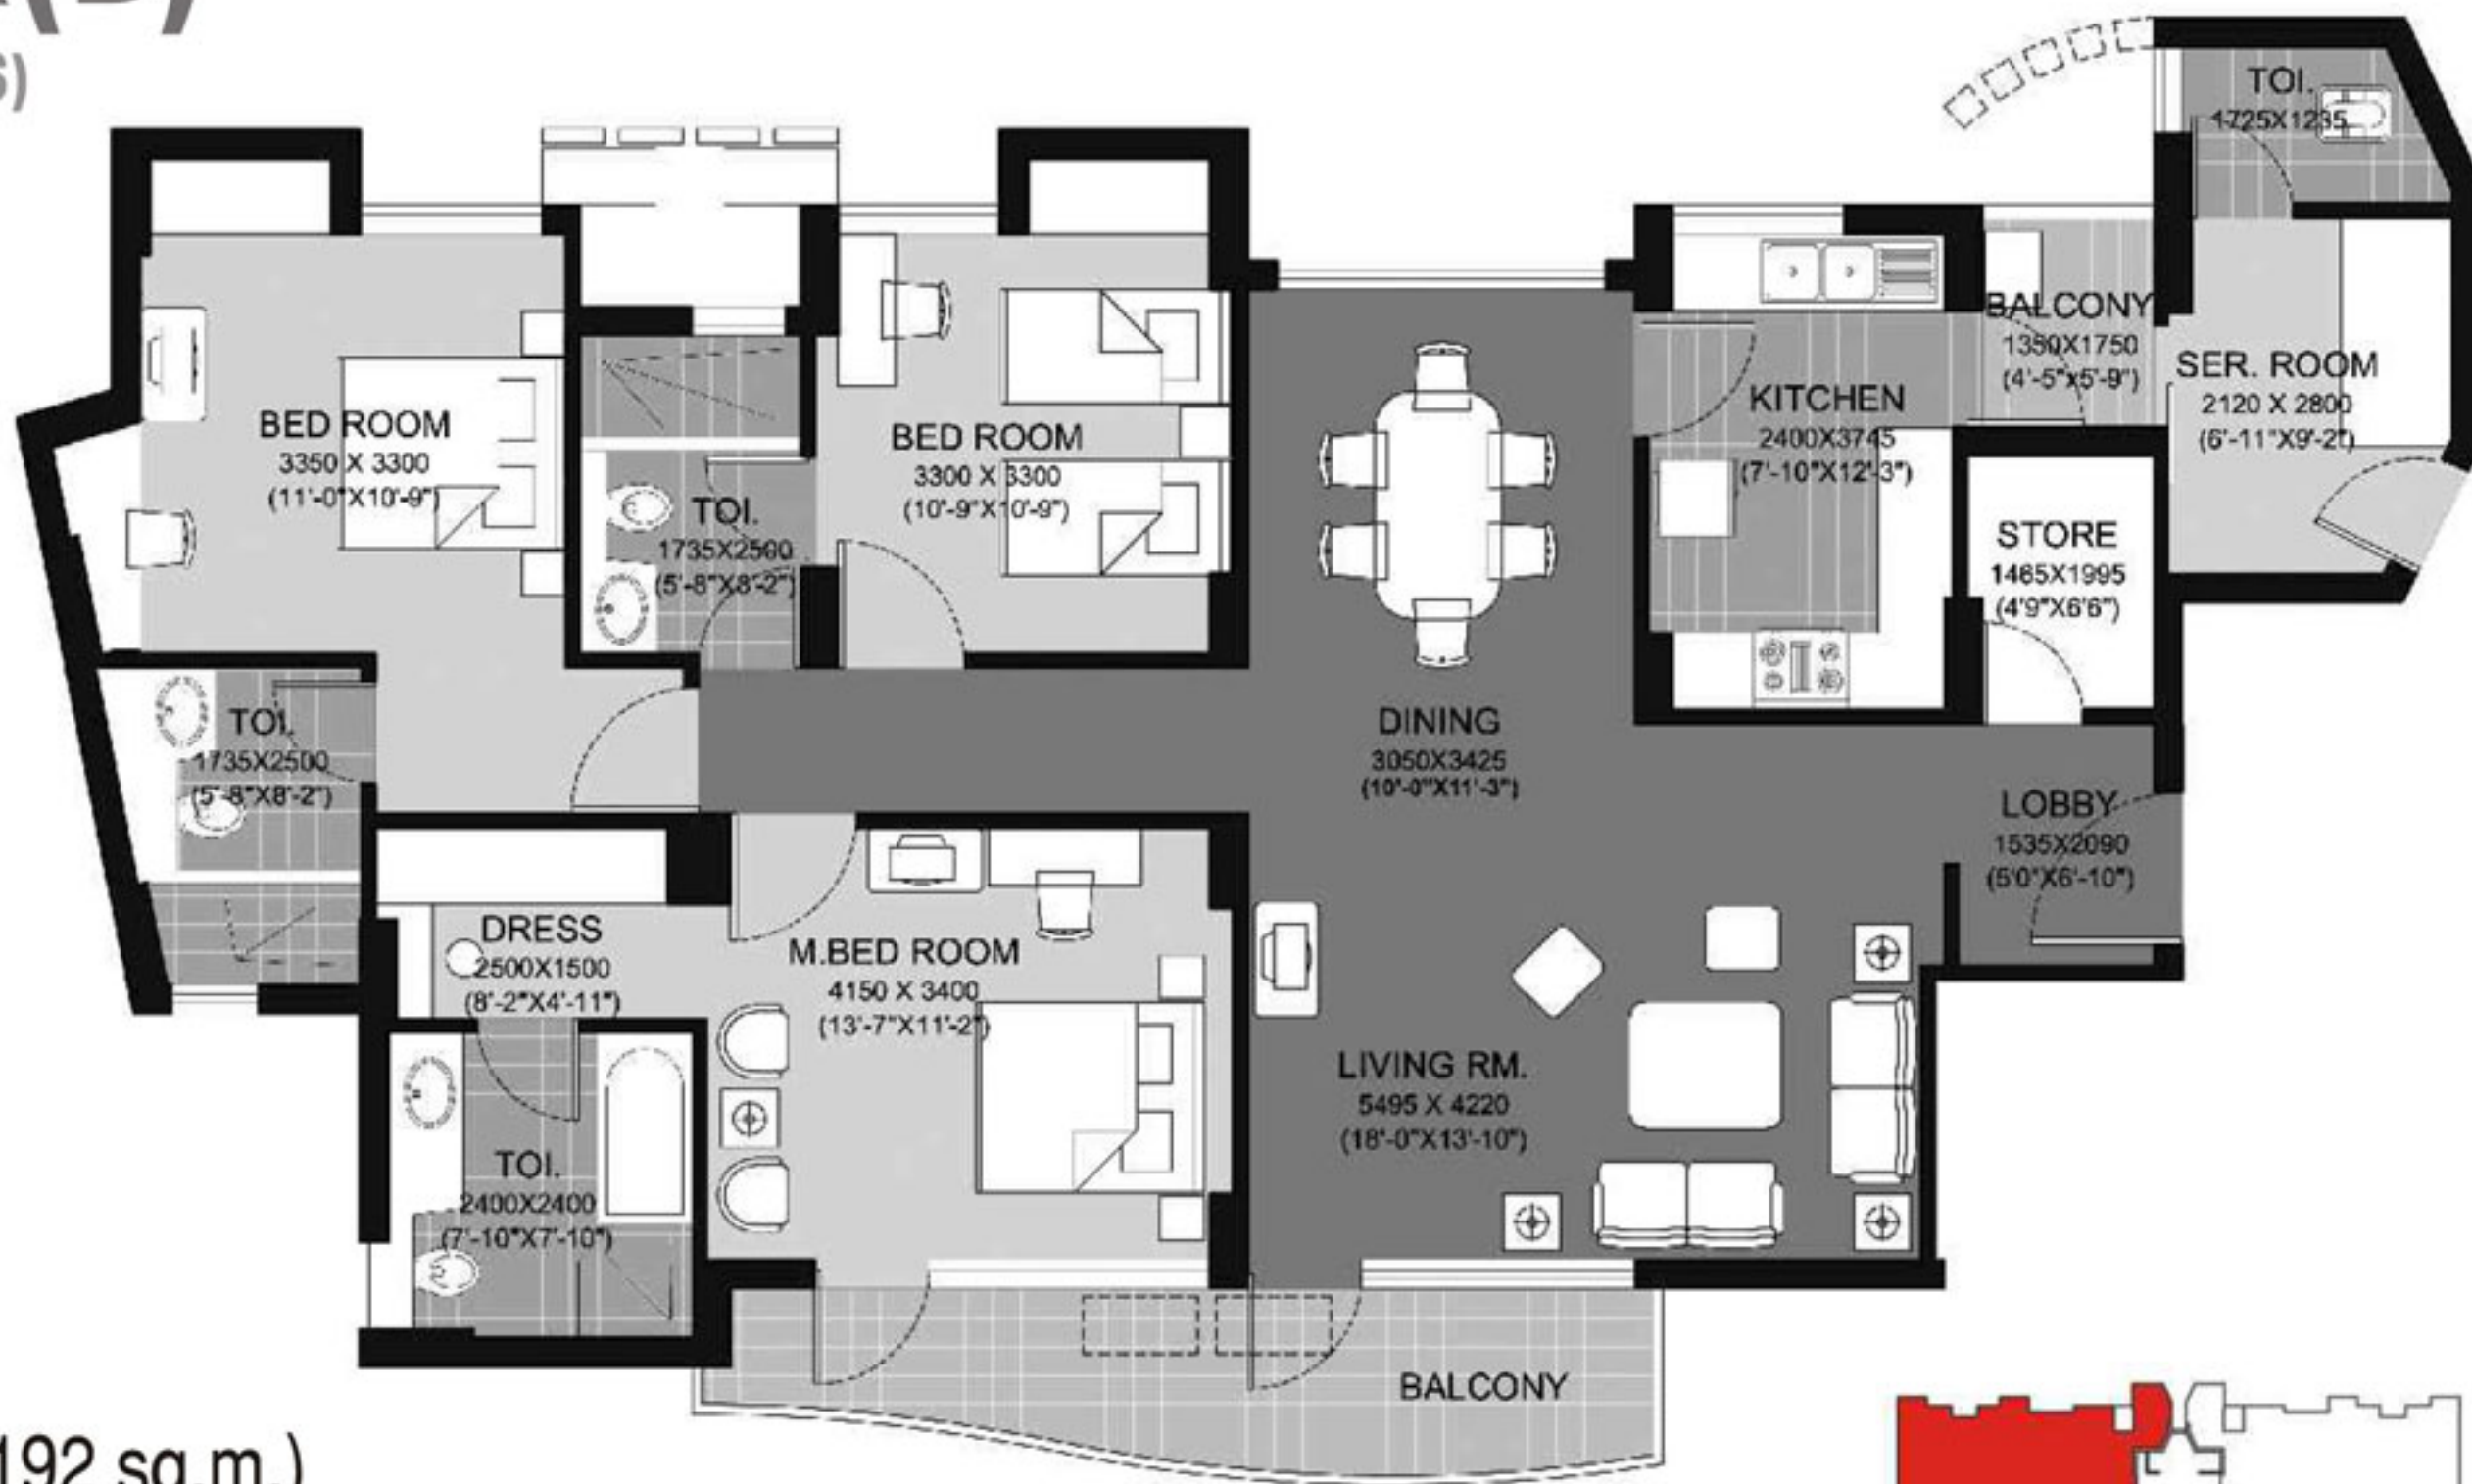 TOI.
1725X1235
BED ROOM
3350 X 3300
(11'-0"X10'-9")
TOI.
1735X2500
(5'-8"X8'-2")
BED ROOM
3300 X 3300
(10"-9"X10'-9")
KITCHEN
2400X3745
(7'-10"X12'-3")
BALCONY
1350X1750
(4'-5"x5'-9")
SER. ROOM
2120 X 2800
(6'-11"X9'-2")
STORE
1465X1995
(4'9"X6'6")
TOI.
1735X2500
(5'-8"X8'-2")
DINING
3050X3425
(10'-0"X11'-3")
LOBBY
1535X2090
(5'0"X6'-10")
DRESS
2500X1500
(8'-2"X4'-11")
M.BED ROOM
4150 X 3400
(13'-7"X11'-2")
LIVING RM.
5495 X 4220
(18'-0"X13'-10")
TOI.
2400X2400
(7'-10"X7'-10")
BALCONY
192 sq.m.)